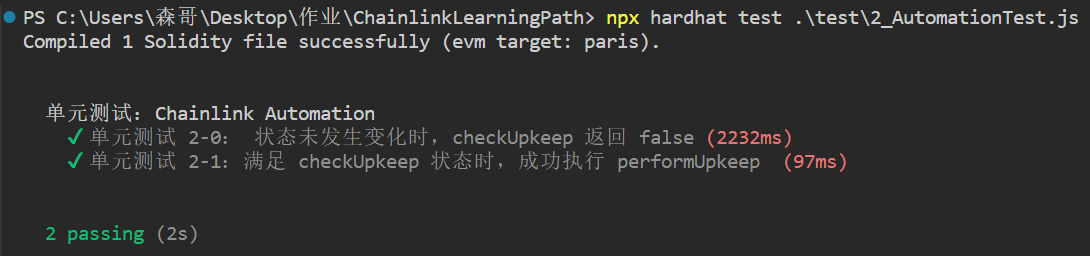 PS C:\Users\森哥\Desktop\作业\ChainlinkLearningPath> npx hardhat test .\test\2_AutomationTest.js
Compiled 1 Solidity file successfully (evm target: paris).
单元测试：Chainlink Automation
✔ 单元测试 2-0： 状态未发生变化时，checkUpkeep 返回 false (2232ms)
✔ 单元测试 2-1：满足 checkUpkeep 状态时，成功执行 performUpkeep  (97ms)
2 passing (2s)